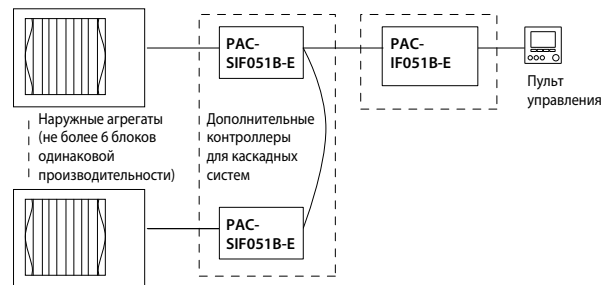 PAC-
SIF051B-E
PAC-
IF051B-E
Пульт
управления
Наружные агрегаты
(не более 6 блоков
одинаковой
производительности)
Дополнительные
контроллеры
для каскадных
систем
PAC-
SIF051B-E